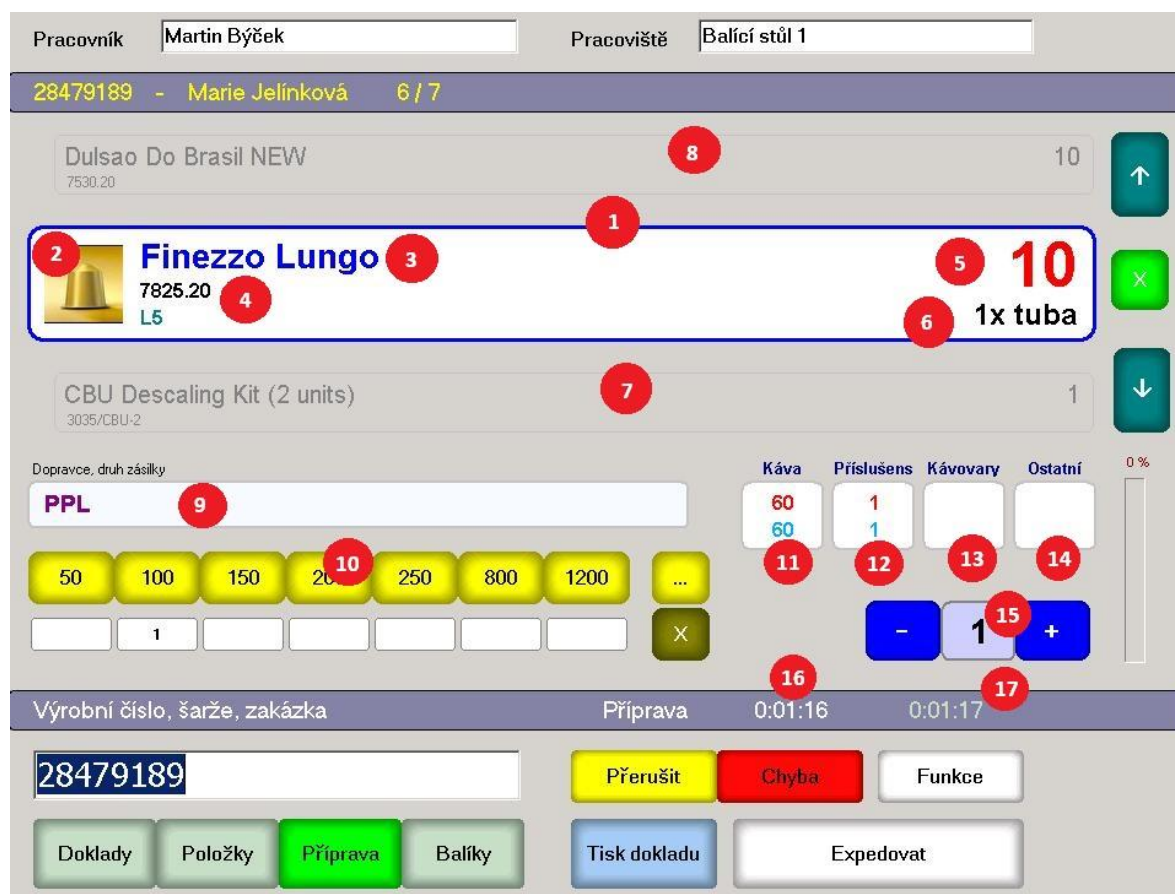 Pracovník Martin Býček Pracoviště Balící stůl 1
28479189 - Marie Jelínková 6 / 7
Dulsao Do Brasil NEW 8 10
7530.20
1
2 Finezzo Lungo 3 5 10
7825.20 4
L5 6 1x tuba
X
CBU Descaling Kit (2 units) 7 1
3035/CBU-2
Dopravce, druh zásilky Káva Příslušens Kávovary Ostatní 0 %
PPL 9 60 1
60 1
10 11 12 13 14
50 100 150 250 800 1200 ...
1 X - 1 15 +
16 17
Výrobní číslo, šarže, zakázka Příprava 0:01:16 0:01:17
28479189 Přerušit Chyba Funkce
Doklady Položky Příprava Balíky Tisk dokladu Expedovat